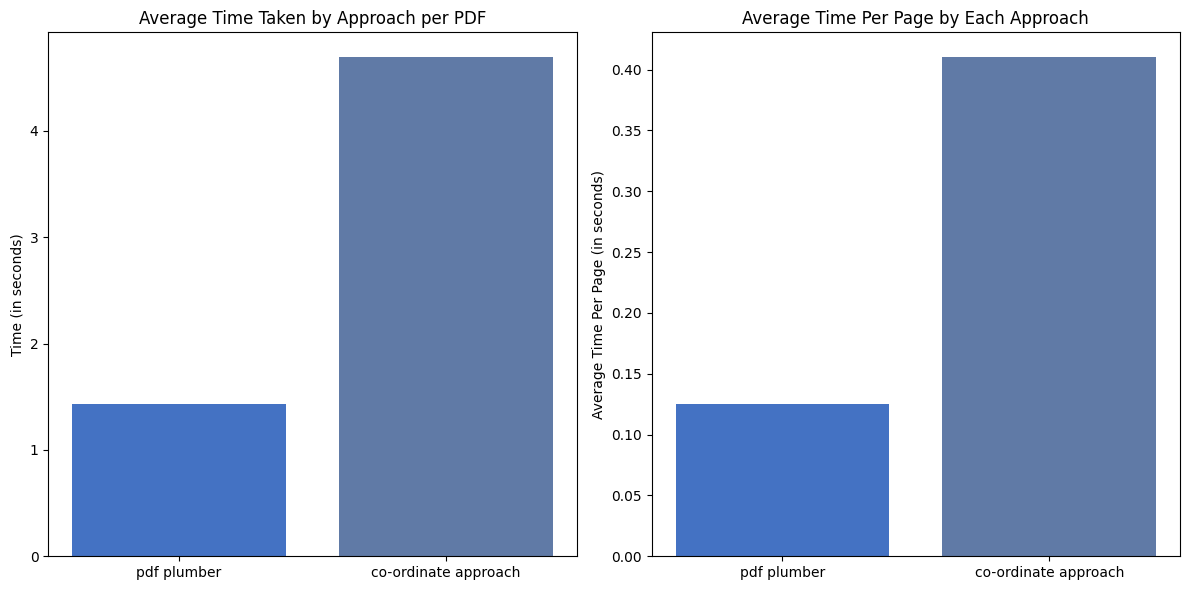 Average Time Taken by Approach per PDF
Time (in seconds)
4
3
2
1
0
pdf plumber
co-ordinate approach
Average Time Per Page by Each Approach
Average Time Per Page (in seconds)
0.40
0.35
0.30
0.25
0.20
0.15
0.10
0.05
0.00
pdf plumber
co-ordinate approach